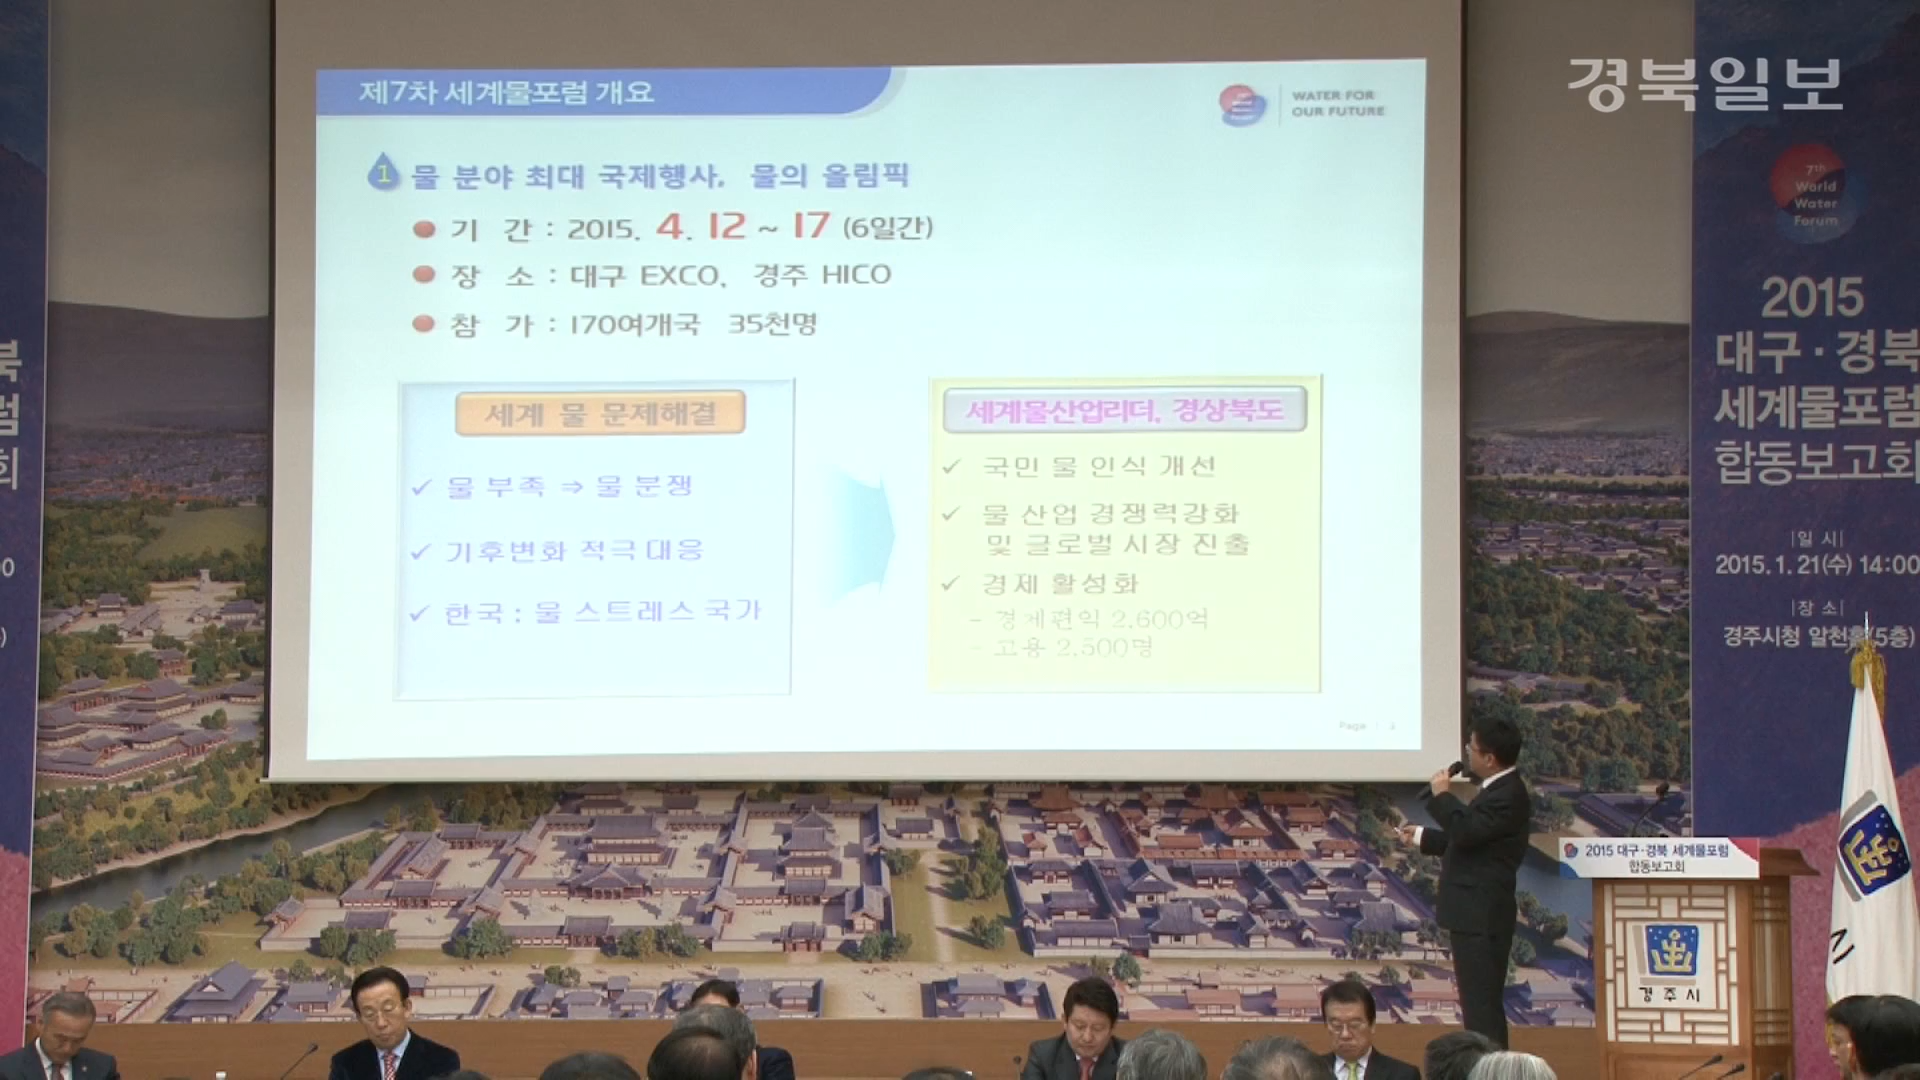 경북일보
제7차 세계물포럼 개요
WATER FOR
OUR FUTURE
1 물 분야 최대 국제행사, 물의 올림픽
기 간 : 2015. 4. 12 ~ 17 (6일간)
장 소 : 대구 EXCO, 경주 HICO
참 가 : 170여개국 35천명
세계 물 문제해결
✓ 물 부족 ⇒ 물 분쟁
✓ 기후변화 적극대응
✓ 한국 : 물 스트레스 국가
세계물산업리더, 경상북도
✓ 국민 물 인식 개선
✓ 물 산업 경쟁력강화
및 글로벌 시장 진출
✓ 경제 활성화
- 경제편익 2,600억
- 고용 2,500명
Page
7th
World
Water
Forum
2015
대구·경북
세계물포럼
합동보고회
|일 시|
2015. 1. 21(수) 14:00
|장 소|
경주시청 알천홀(5층)
북
럼
회
2015 대구·경북 세계물포럼
합동보고회
경주시
시